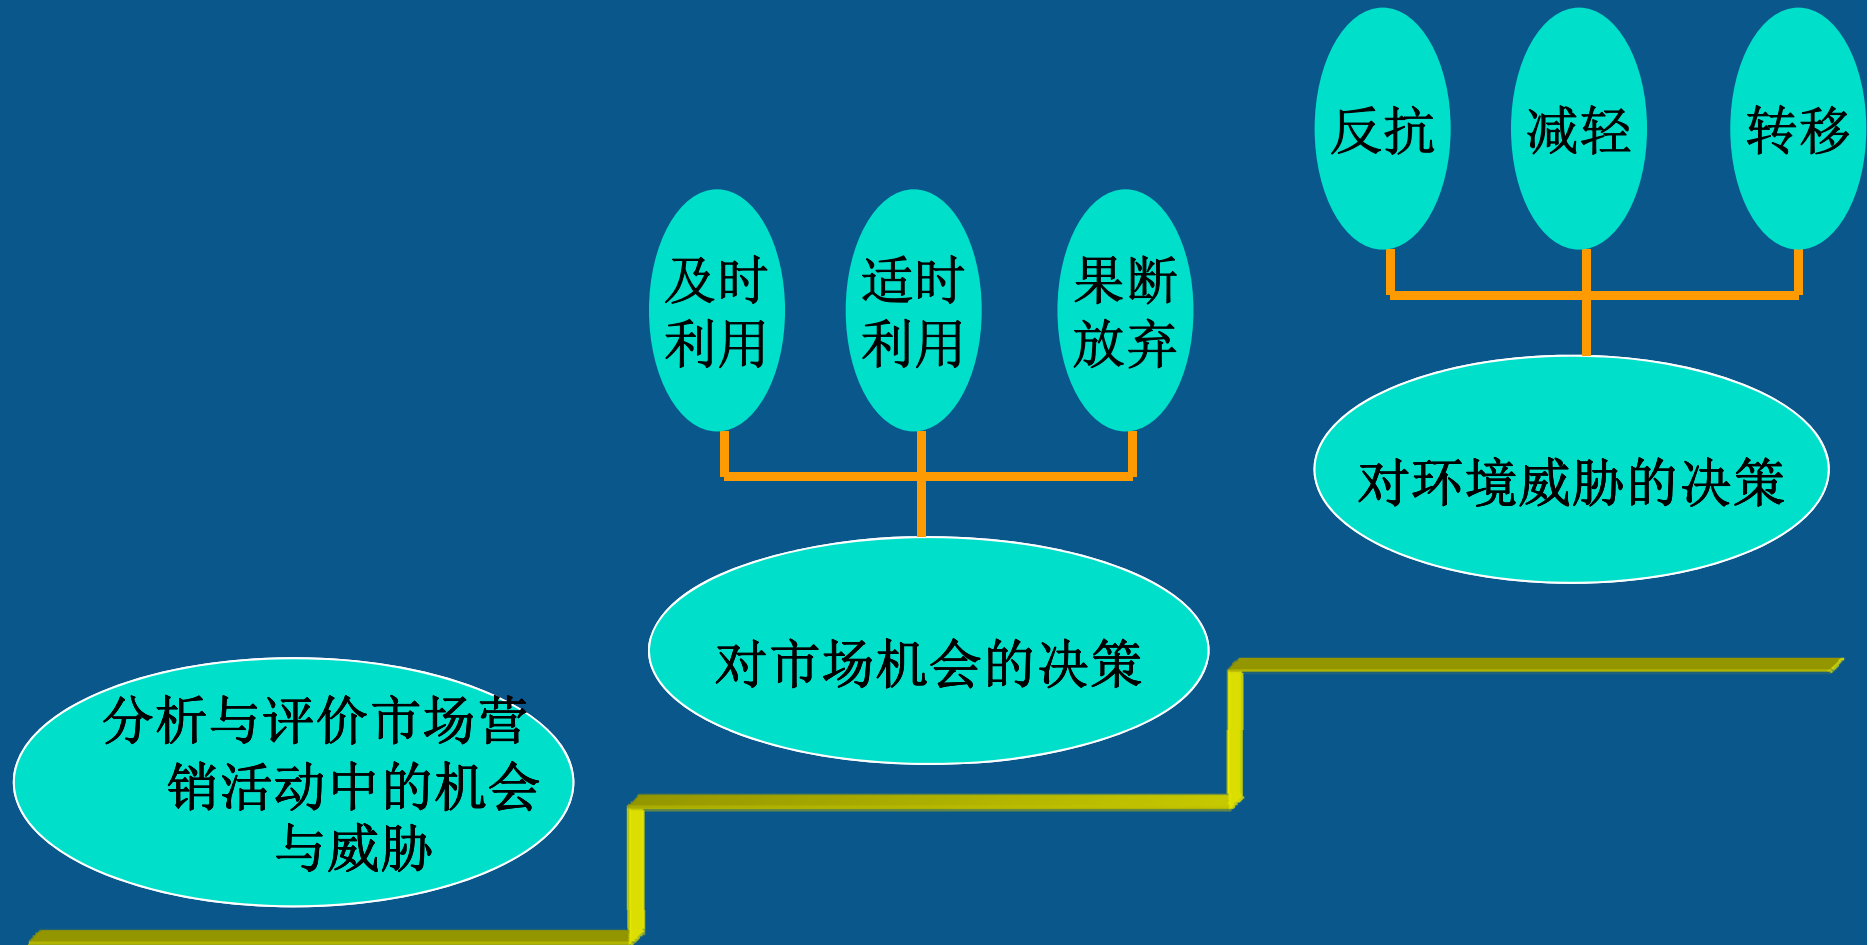 反抗
减轻
转移
及时
利用
适时
利用
果断
放弃
对环境威胁的决策
对市场机会的决策
分析与评价市场营
销活动中的机会
与威胁